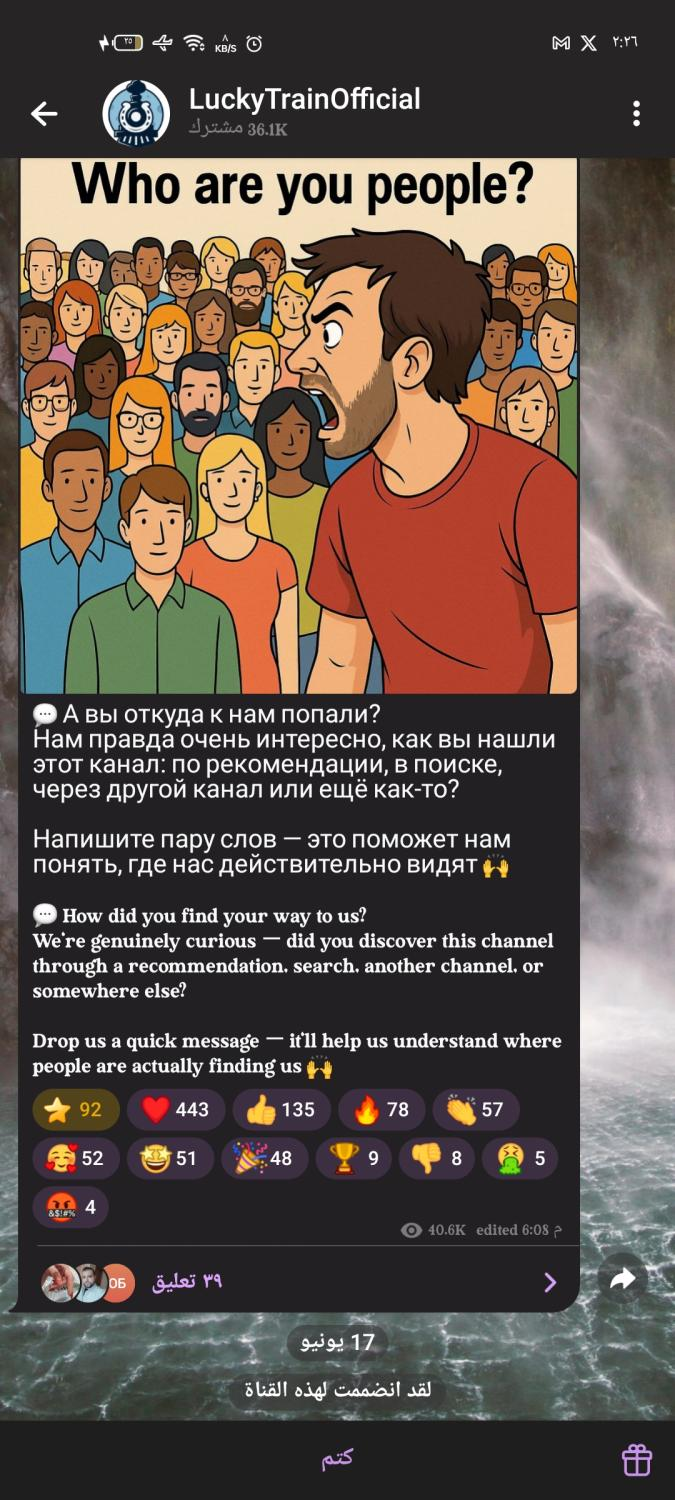 ٢٥
٨
KB/S
٢:٢٦
LuckyTrainOfficial
36.1K مشترك
Who are you people?
💬 А вы откуда к нам попали?
Нам правда очень интересно, как вы нашли
этот канал: по рекомендации, в поиске,
через другой канал или ещё как-то?
Напишите пару слов — это поможет нам
понять, где нас действительно видят 🙌
💬 How did you find your way to us?
We're genuinely curious — did you discover this channel
through a recommendation, search, another channel, or
somewhere else?
Drop us a quick message — it'll help us understand where
people are actually finding us 🙌
⭐ 92 ❤️ 443 👍 135 🔥 78 👏 57
🥰 52 🤩 51 🎉 48 🏆 9 👎 8 🤮 5
🤬 4
40.6K edited 6:08 م
ОБ ٣٩ تعليق
17 يونيو
لقد انضممت لهذه القناة
كتم